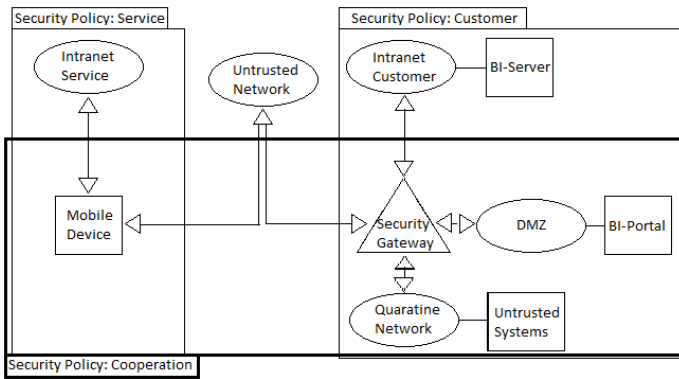 Security Policy: Service
Security Policy: Customer
Intranet
Service
Untrusted
Network
Intranet
Customer
BI-Server
Mobile
Device
Security
Gateway
DMZ
BI-Portal
Quaratine
Network
Untrusted
Systems
Security Policy: Cooperation